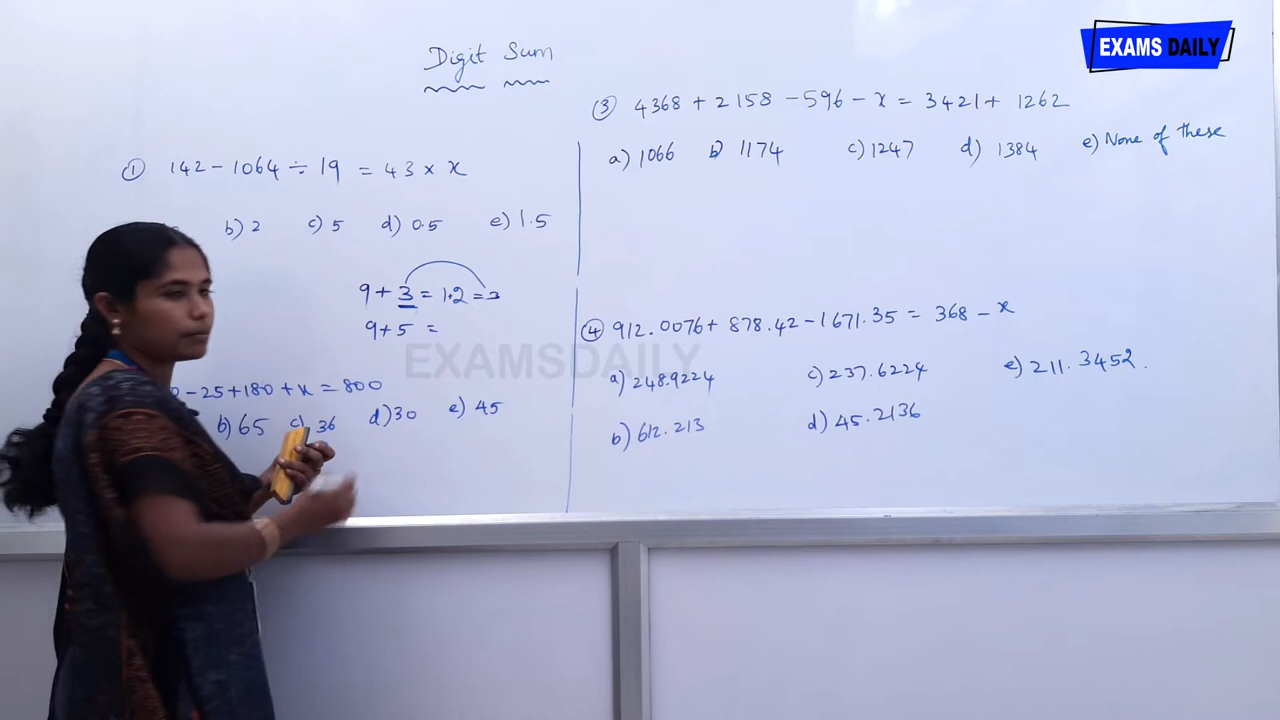 EXAMS DAILY
Digit Sum
① 142 - 1064 ÷ 19 = 43 × x
b) 2 c) 5 d) 0.5 e) 1.5
9 + 3 = 1+2 = 3
9+5 =
- 25 + 180 + x = 800
b) 65 c) 36 d) 30 e) 45
③ 4368 + 2158 - 596 - x = 3421 + 1262
a) 1066 b) 1174 c) 1247 d) 1384 e) None of these
④ 912.0076 + 878.42 - 1671.35 = 368 - x
a) 248.9224 c) 237.6224 e) 211.3452.
b) 612.213 d) 45.2136
EXAMSDAILY